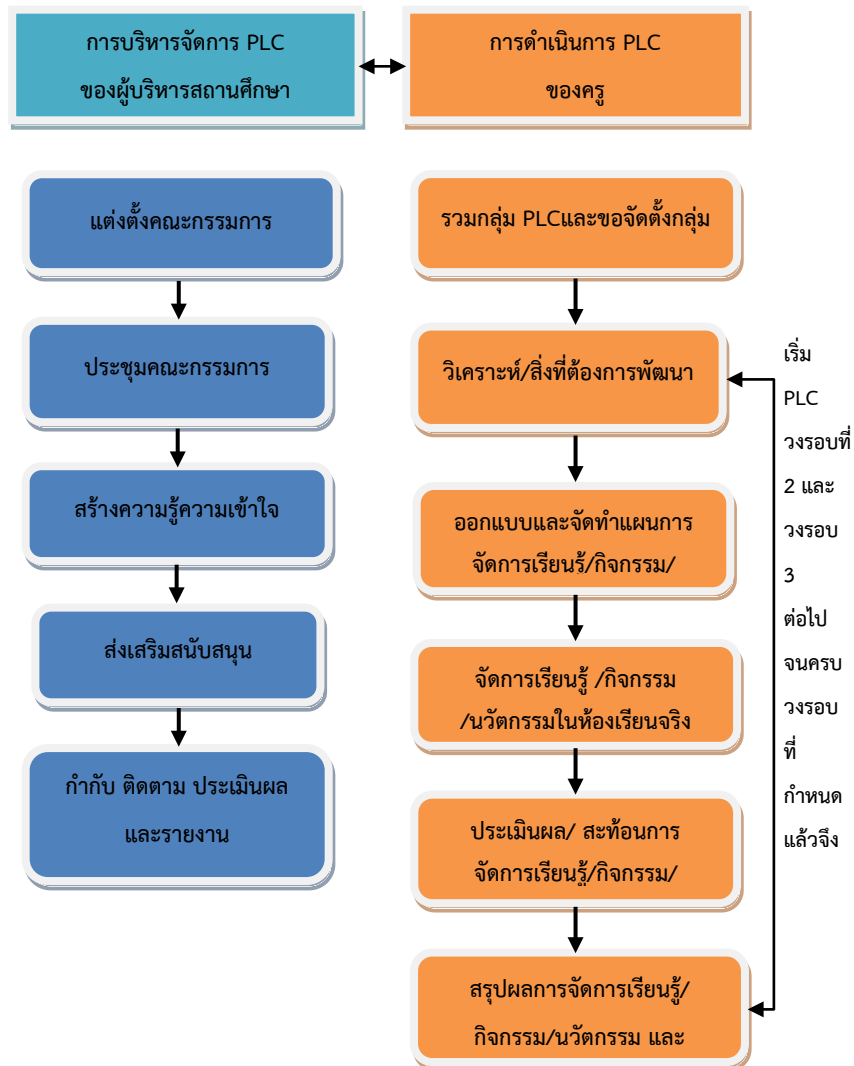 การบริหารจัดการ PLC
ของผู้บริหารสถานศึกษา
การดำเนินการ PLC
ของครู
แต่งตั้งคณะกรรมการ
ประชุมคณะกรรมการ
สร้างความรู้ความเข้าใจ
ส่งเสริมสนับสนุน
กำกับ ติดตาม ประเมินผล
และรายงาน
รวมกลุ่ม PLCและขอจัดตั้งกลุ่ม
วิเคราะห์/สิ่งที่ต้องการพัฒนา
ออกแบบและจัดทำแผนการ
จัดการเรียนรู้/กิจกรรม/
จัดการเรียนรู้ /กิจกรรม
/นวัตกรรมในห้องเรียนจริง
ประเมินผล/ สะท้อนการ
จัดการเรียนรู้/กิจกรรม/
สรุปผลการจัดการเรียนรู้/
กิจกรรม/นวัตกรรม และ
เริ่ม
PLC
วงรอบที่
2 และ
วงรอบ
3
ต่อไป
จนครบ
วงรอบ
ที่
กำหนด
แล้วจึง